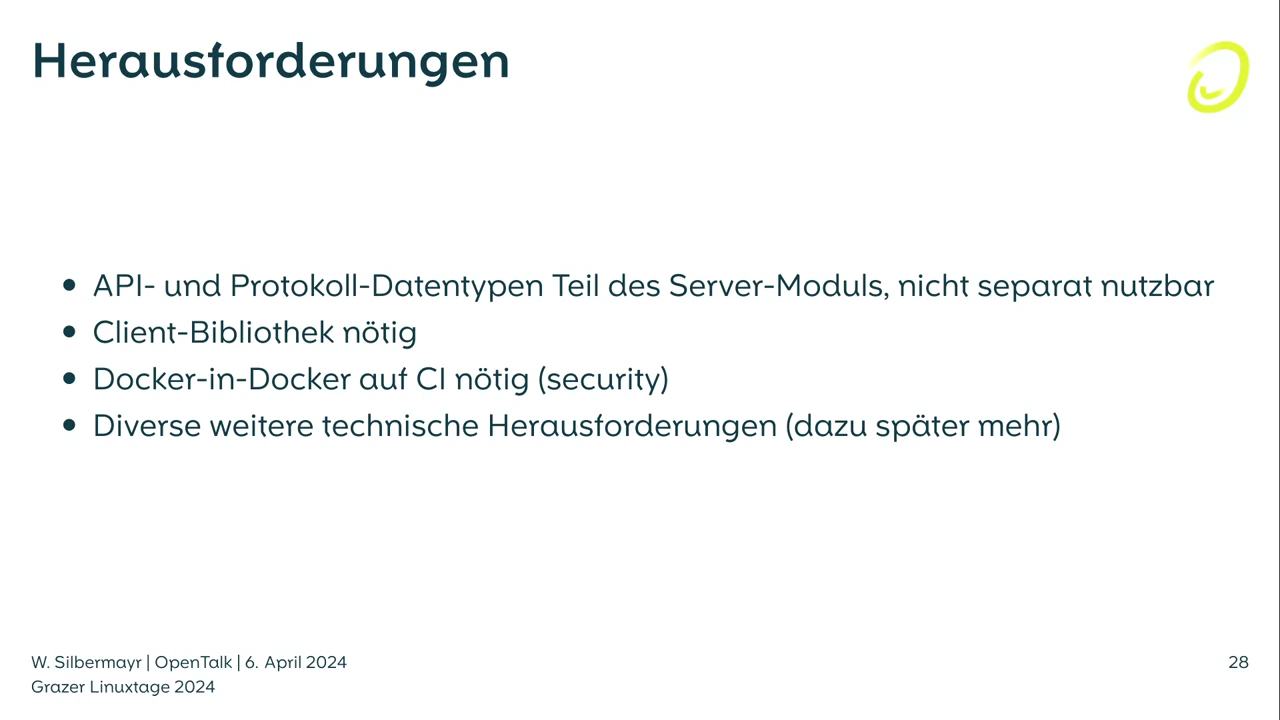 Herausforderungen
• API- und Protokoll-Datentypen Teil des Server-Moduls, nicht separat nutzbar
• Client-Bibliothek nötig
• Docker-in-Docker auf CI nötig (security)
• Diverse weitere technische Herausforderungen (dazu später mehr)
W. Silbermayr | OpenTalk | 6. April 2024
Grazer Linuxtage 2024
28